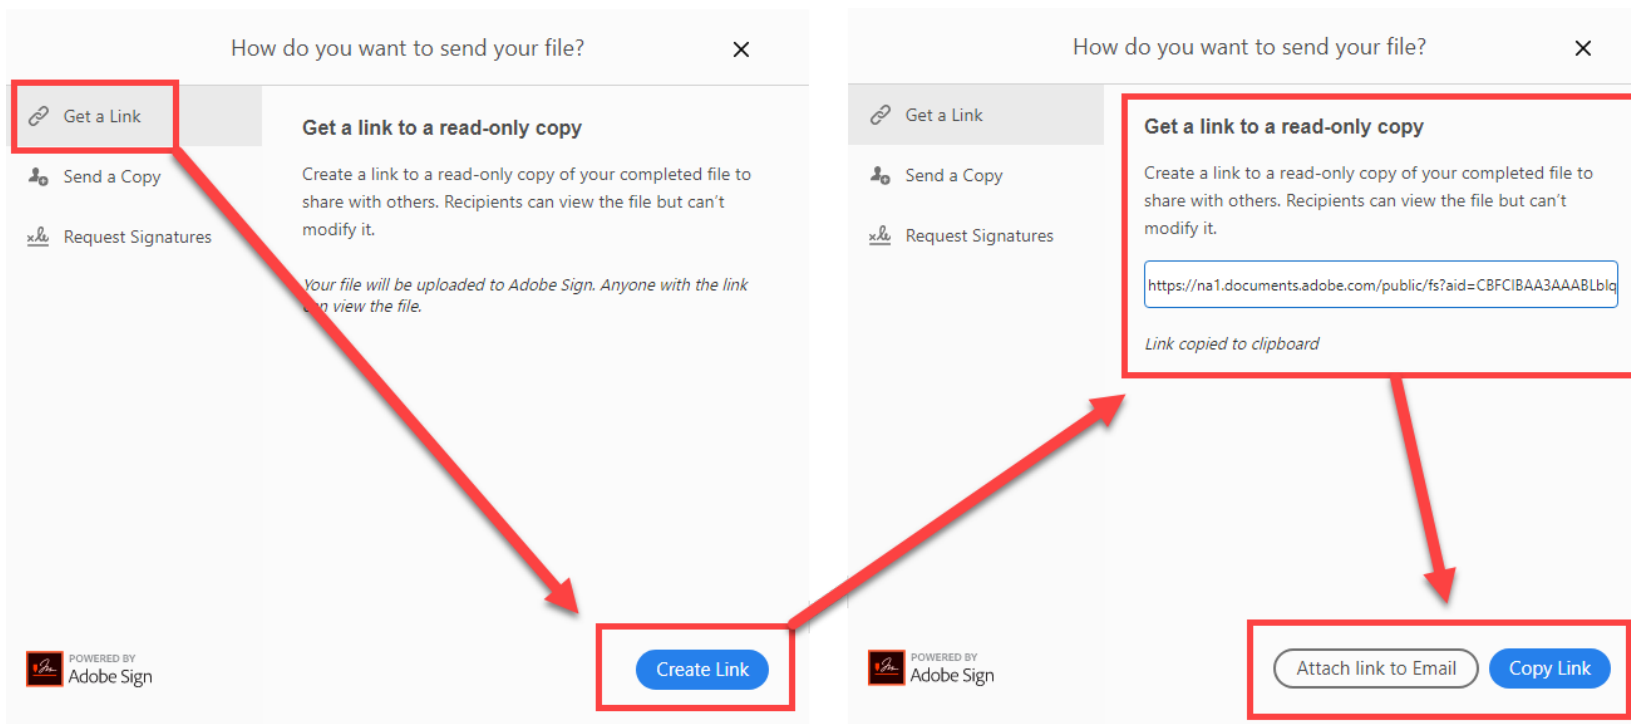 How do you want to send your file?
Get a Link
Send a Copy
Request Signatures
Get a link to a read-only copy
Create a link to a read-only copy of your completed file to
share with others. Recipients can view the file but can't
modify it.
Your file will be uploaded to Adobe Sign. Anyone with the link
can view the file.
POWERED BY
Adobe Sign
Create Link
How do you want to send your file?
Get a Link
Send a Copy
Request Signatures
Get a link to a read-only copy
Create a link to a read-only copy of your completed file to
share with others. Recipients can view the file but can't
modify it.
https://na1.documents.adobe.com/public/fs?aid=CBFCIBAA3AAABLblq
Link copied to clipboard
POWERED BY
Adobe Sign
Attach link to Email
Copy Link